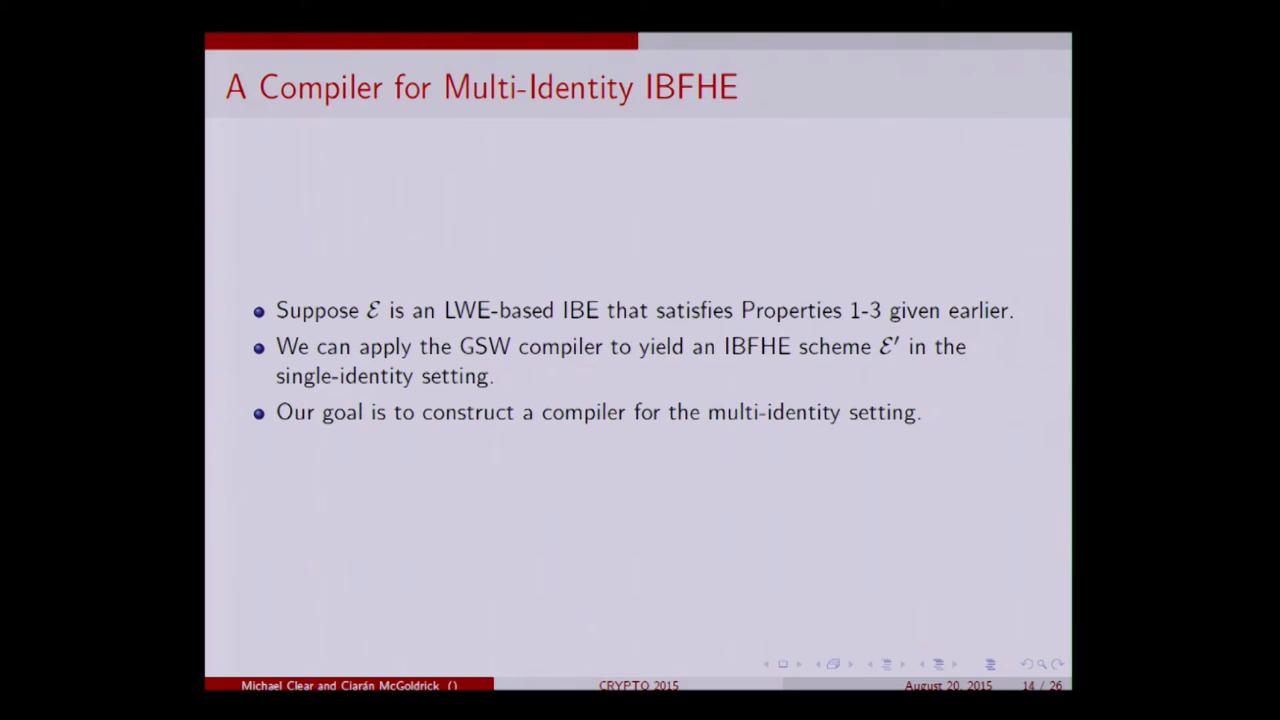 A Compiler for Multi-Identity IBFHE
Suppose ℰ is an LWE-based IBE that satisfies Properties 1-3 given earlier.
We can apply the GSW compiler to yield an IBFHE scheme ℰ′ in the
single-identity setting.
Our goal is to construct a compiler for the multi-identity setting.
Michael Clear and Ciarán McGoldrick () CRYPTO 2015 August 20, 2015 14 / 26